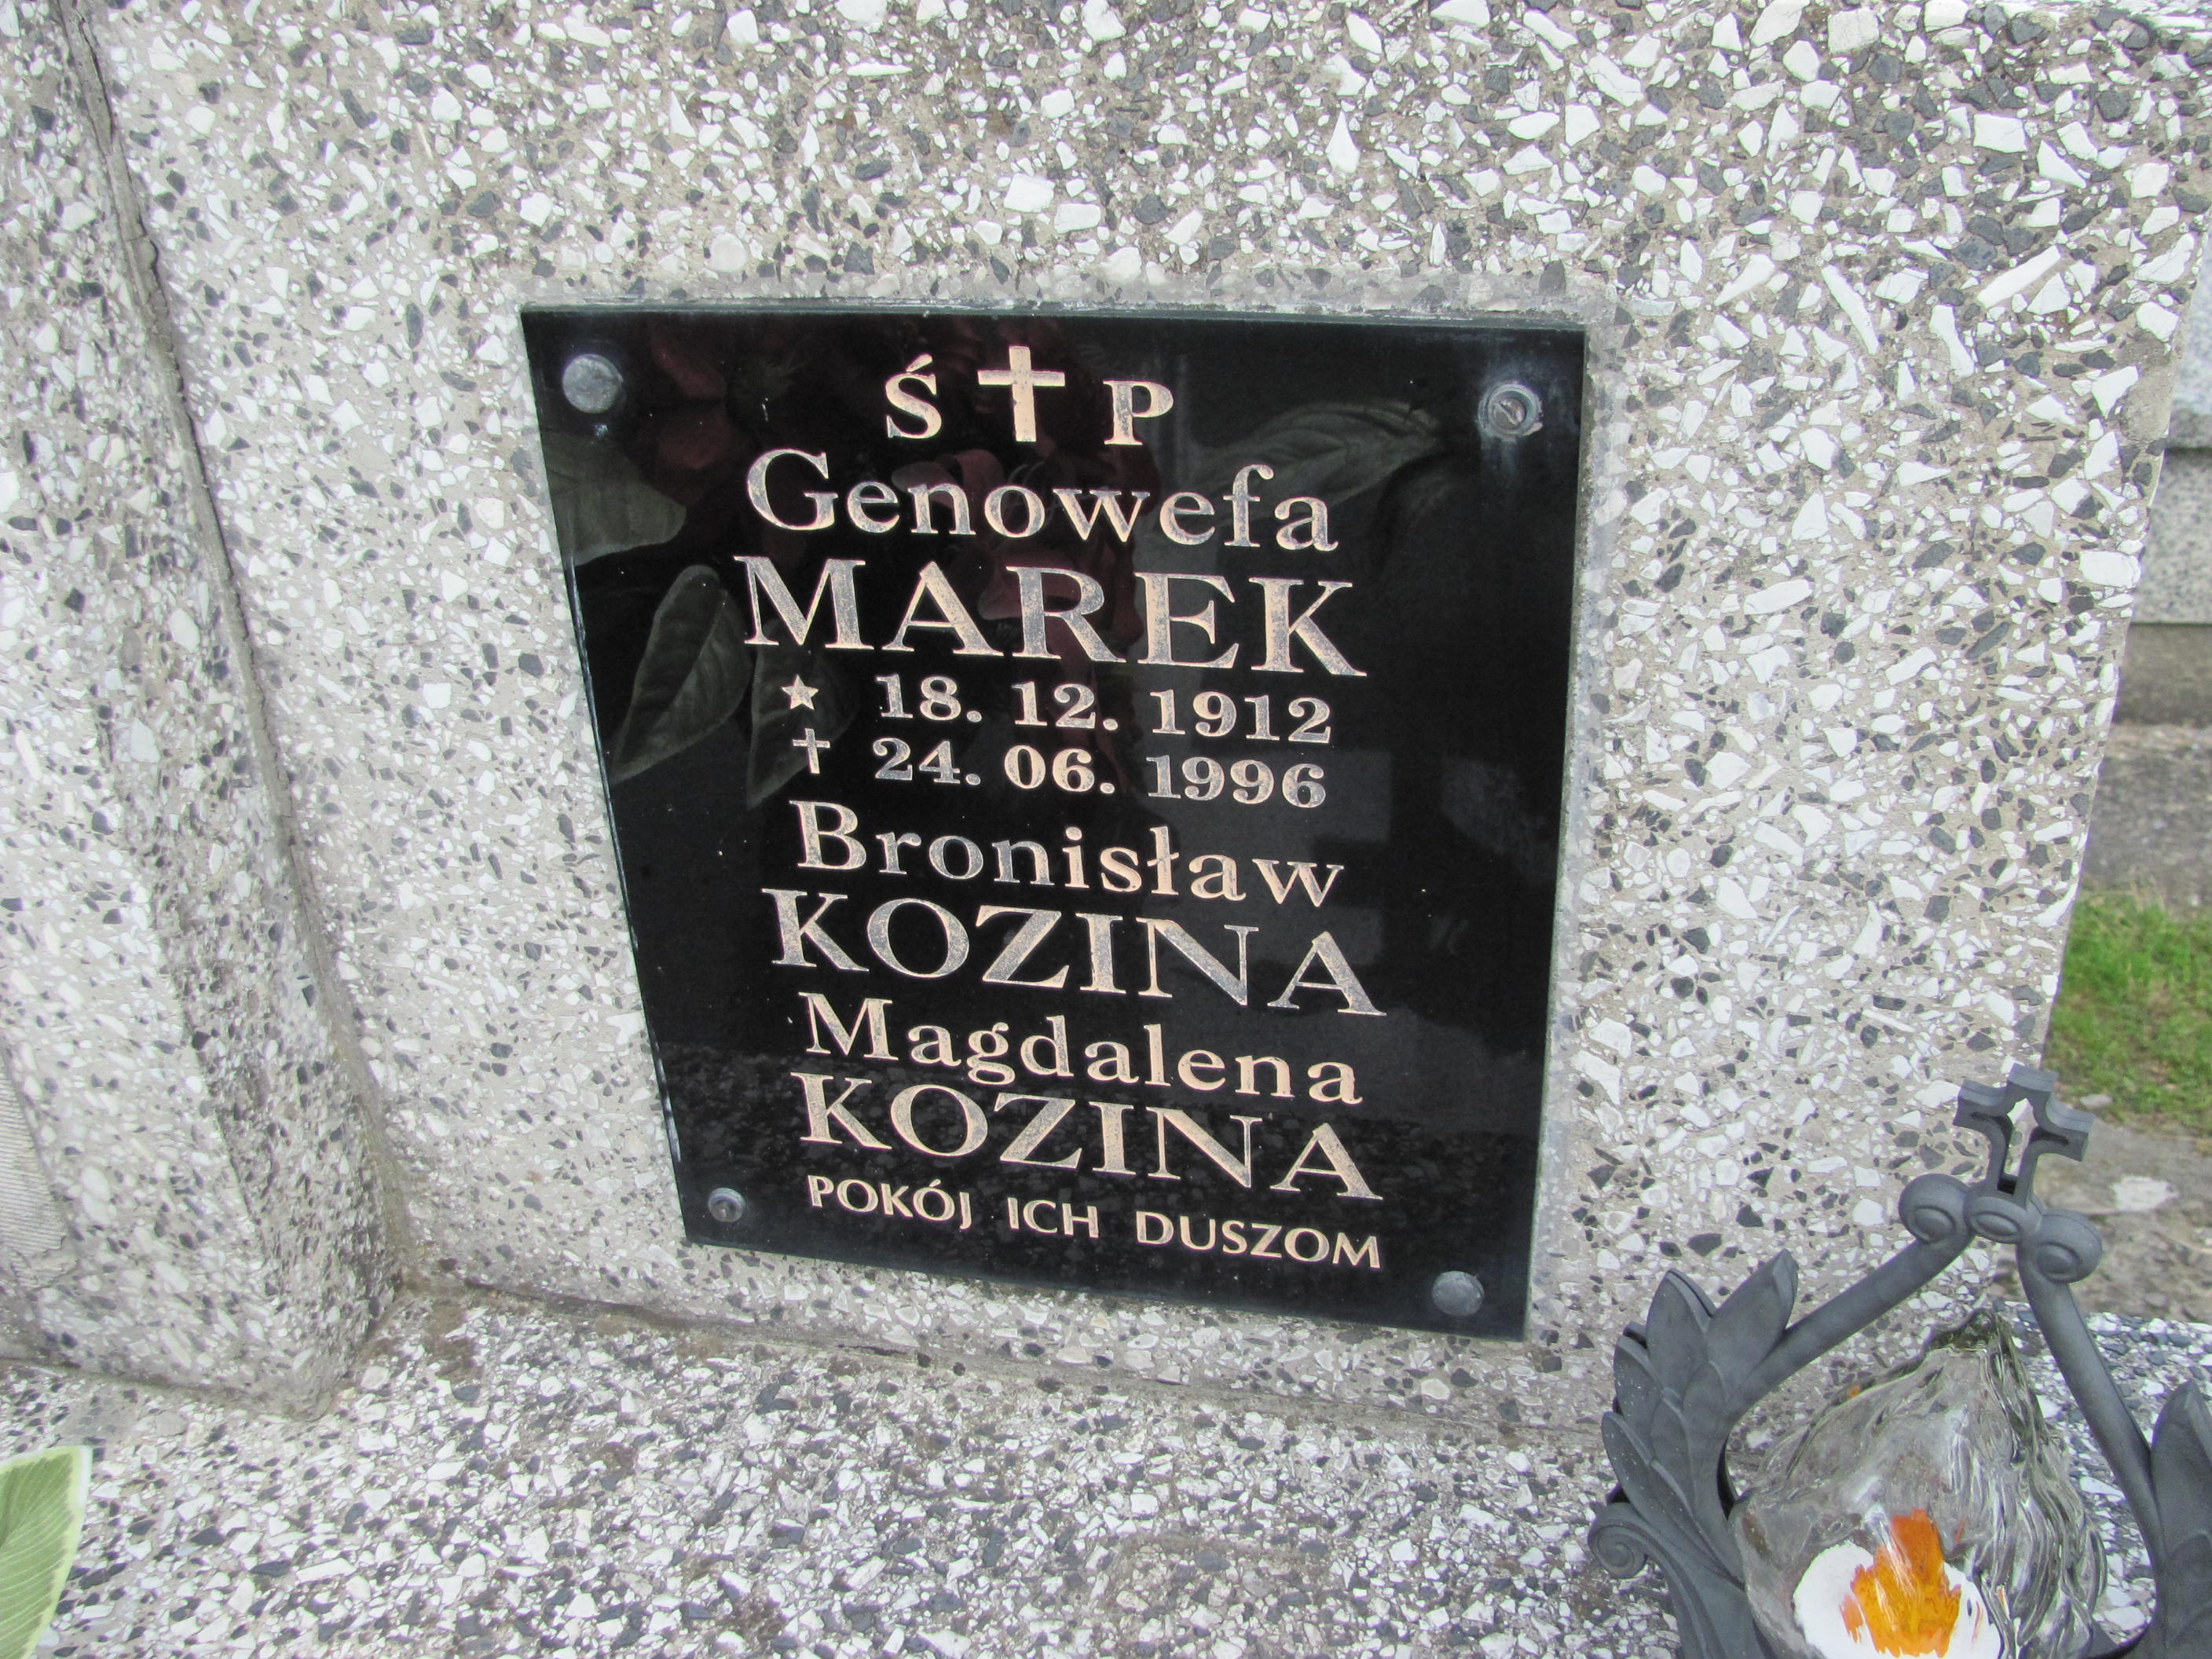 Ś✝P
Genowefa
MAREK
★ 18. 12. 1912
✝ 24. 06. 1996
Bronisław
KOZINA
Magdalena
KOZINA
POKÓJ ICH DUSZOM